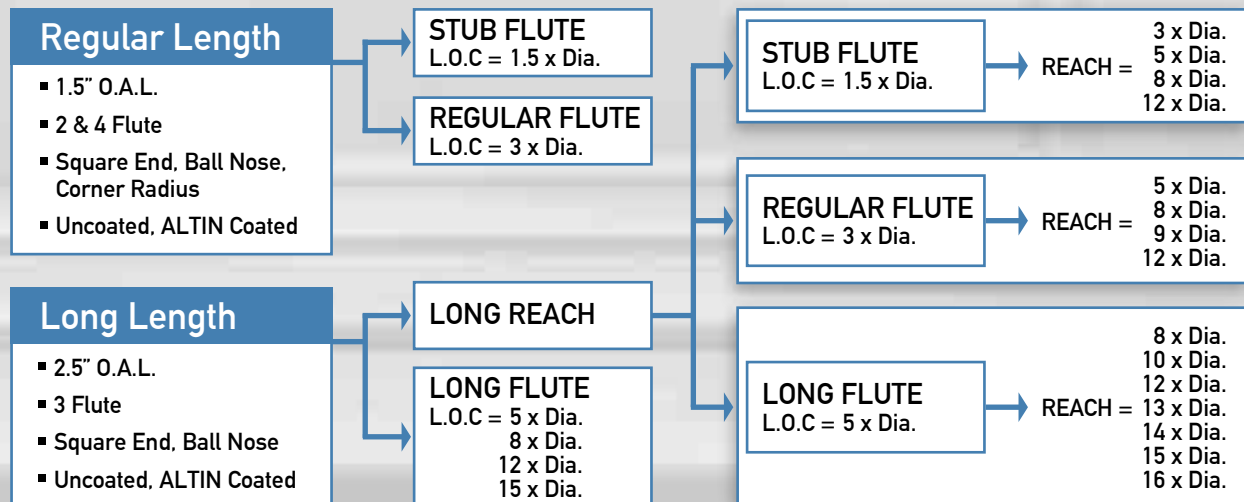 Regular Length
▪ 1.5” O.A.L.
▪ 2 & 4 Flute
▪ Square End, Ball Nose,
Corner Radius
▪ Uncoated, ALTIN Coated
STUB FLUTE
L.O.C = 1.5 x Dia.
REGULAR FLUTE
L.O.C = 3 x Dia.
Long Length
▪ 2.5” O.A.L.
▪ 3 Flute
▪ Square End, Ball Nose
▪ Uncoated, ALTIN Coated
LONG REACH
LONG FLUTE
L.O.C = 5 x Dia.
8 x Dia.
12 x Dia.
15 x Dia.
STUB FLUTE
L.O.C = 1.5 x Dia.
REACH =
3 x Dia.
5 x Dia.
8 x Dia.
12 x Dia.
REGULAR FLUTE
L.O.C = 3 x Dia.
REACH =
5 x Dia.
8 x Dia.
9 x Dia.
12 x Dia.
LONG FLUTE
L.O.C = 5 x Dia.
8 x Dia.
10 x Dia.
12 x Dia.
REACH = 13 x Dia.
14 x Dia.
15 x Dia.
16 x Dia.